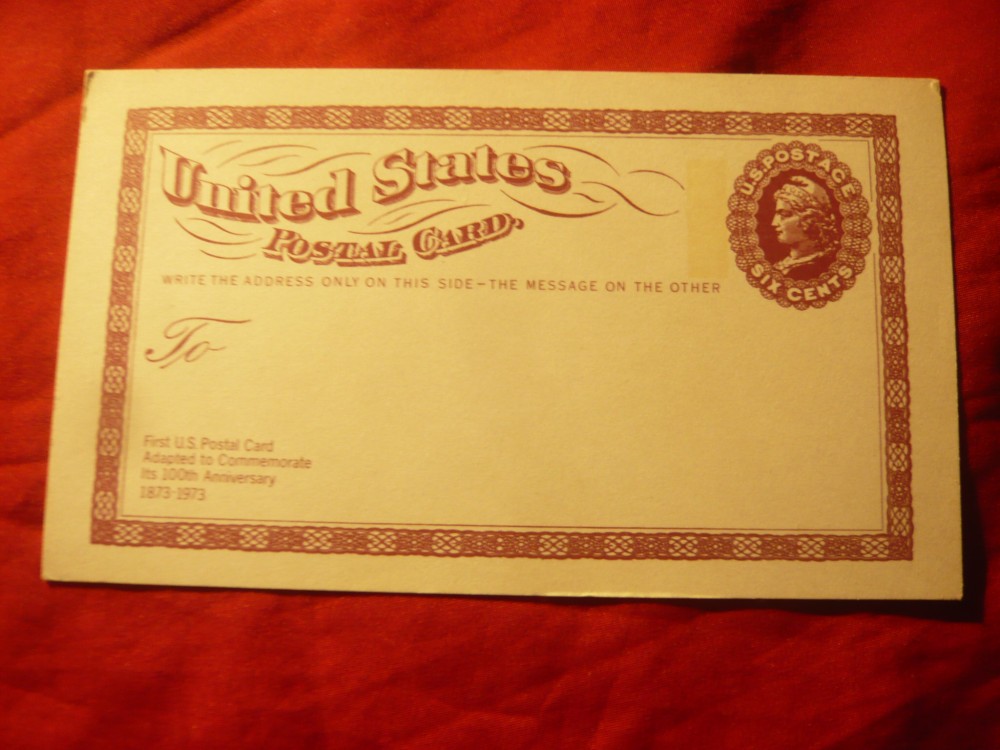 United States
POSTAL CARD,
WRITE THE ADDRESS ONLY ON THIS SIDE – THE MESSAGE ON THE OTHER
U.S. POSTAGE
SIX CENTS
To
First U.S. Postal Card
Adapted to Commemorate
Its 100th Anniversary
1873-1973